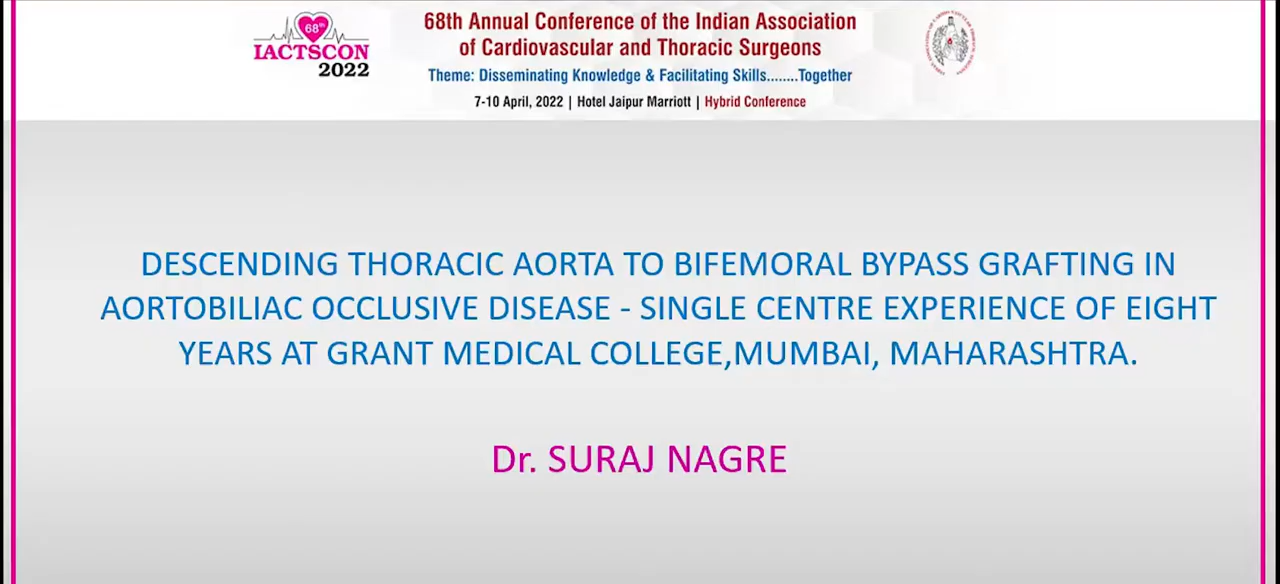 68th
IACTSCON
2022
68th Annual Conference of the Indian Association
of Cardiovascular and Thoracic Surgeons
Theme: Disseminating Knowledge & Facilitating Skills........Together
7-10 April, 2022 | Hotel Jaipur Marriott | Hybrid Conference
DESCENDING THORACIC AORTA TO BIFEMORAL BYPASS GRAFTING IN
AORTOBILIAC OCCLUSIVE DISEASE - SINGLE CENTRE EXPERIENCE OF EIGHT
YEARS AT GRANT MEDICAL COLLEGE,MUMBAI, MAHARASHTRA.
Dr. SURAJ NAGRE